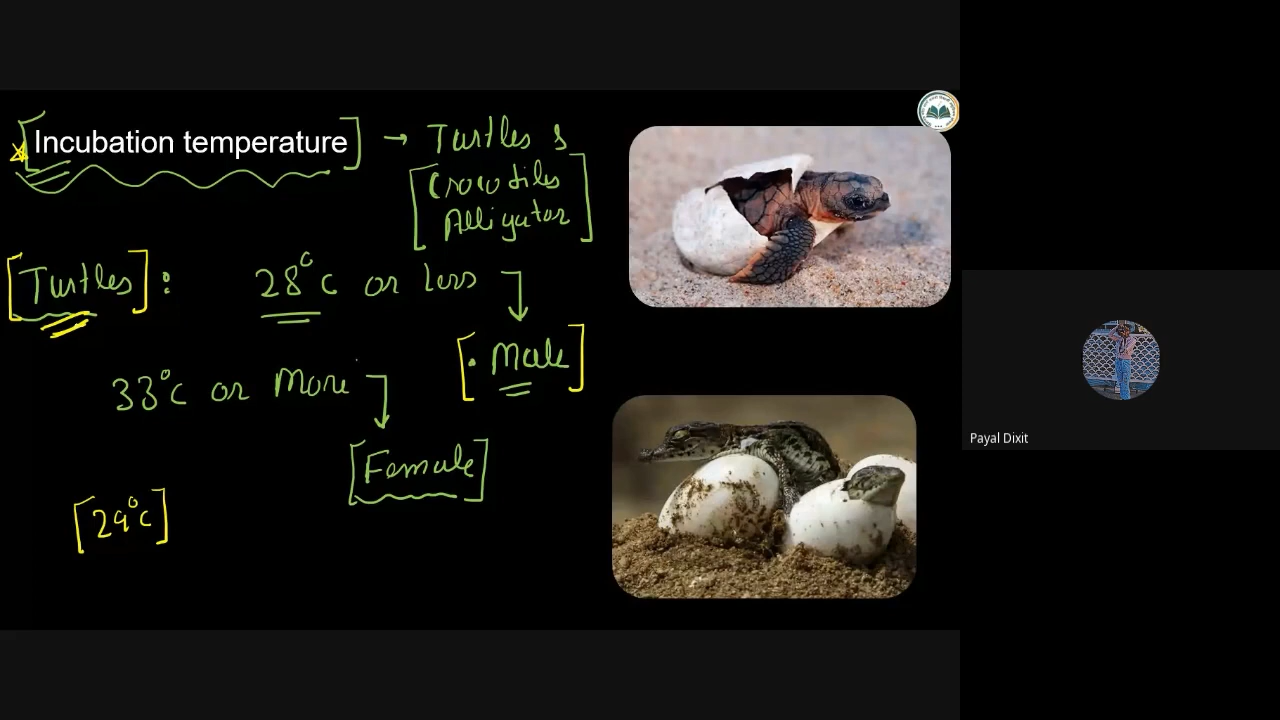 Incubation temperature → Turtles &
[Crocodiles
Alligator]
[Turtles] : 28°C or less
[• Male]
33°C or More
[Female]
[29°C]
Payal Dixit